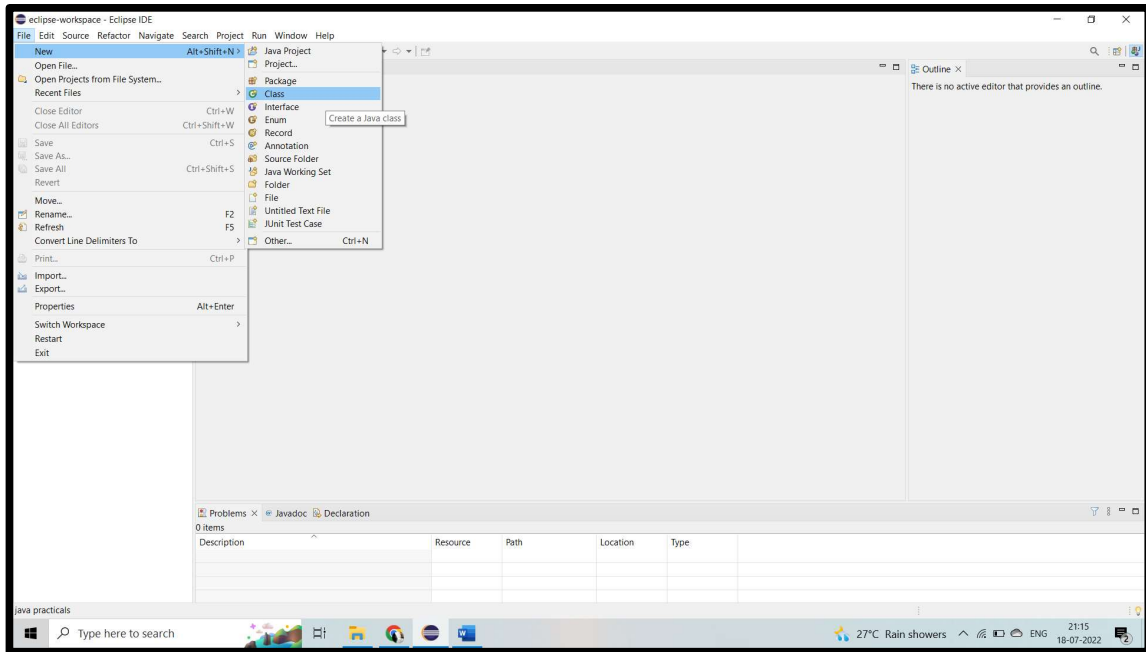 eclipse-workspace - Eclipse IDE
File Edit Source Refactor Navigate Search Project Run Window Help
New Alt+Shift+N >
Open File...
Open Projects from File System...
Recent Files >
Close Editor Ctrl+W
Close All Editors Ctrl+Shift+W
Save Ctrl+S
Save As...
Save All Ctrl+Shift+S
Revert
Move...
Rename... F2
Refresh F5
Convert Line Delimiters To >
Print... Ctrl+P
Import...
Export...
Properties Alt+Enter
Switch Workspace >
Restart
Exit
Java Project
Project...
Package
Class
Interface
Enum
Record
Annotation
Source Folder
Java Working Set
Folder
File
Untitled Text File
JUnit Test Case
Other... Ctrl+N
Create a Java class
Outline
There is no active editor that provides an outline.
Problems Javadoc Declaration
0 items
Description Resource Path Location Type
java practicals
Type here to search
27°C Rain showers ENG
21:15
18-07-2022
2